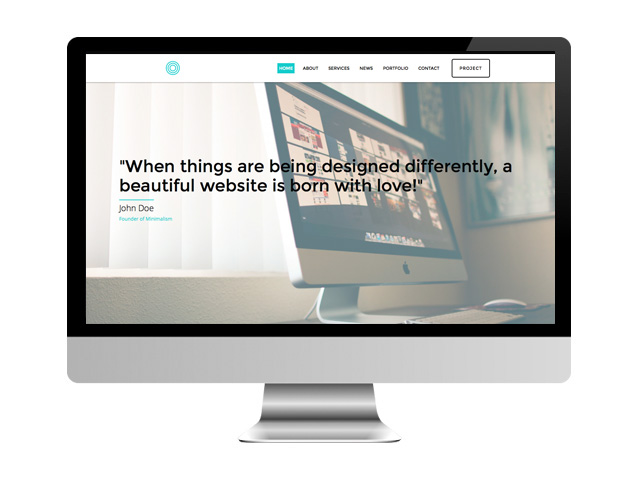 HOME ABOUT SERVICES NEWS PORTFOLIO CONTACT PROJECT
"When things are being designed differently, a
beautiful website is born with love!"
John Doe
Founder of Minimalism